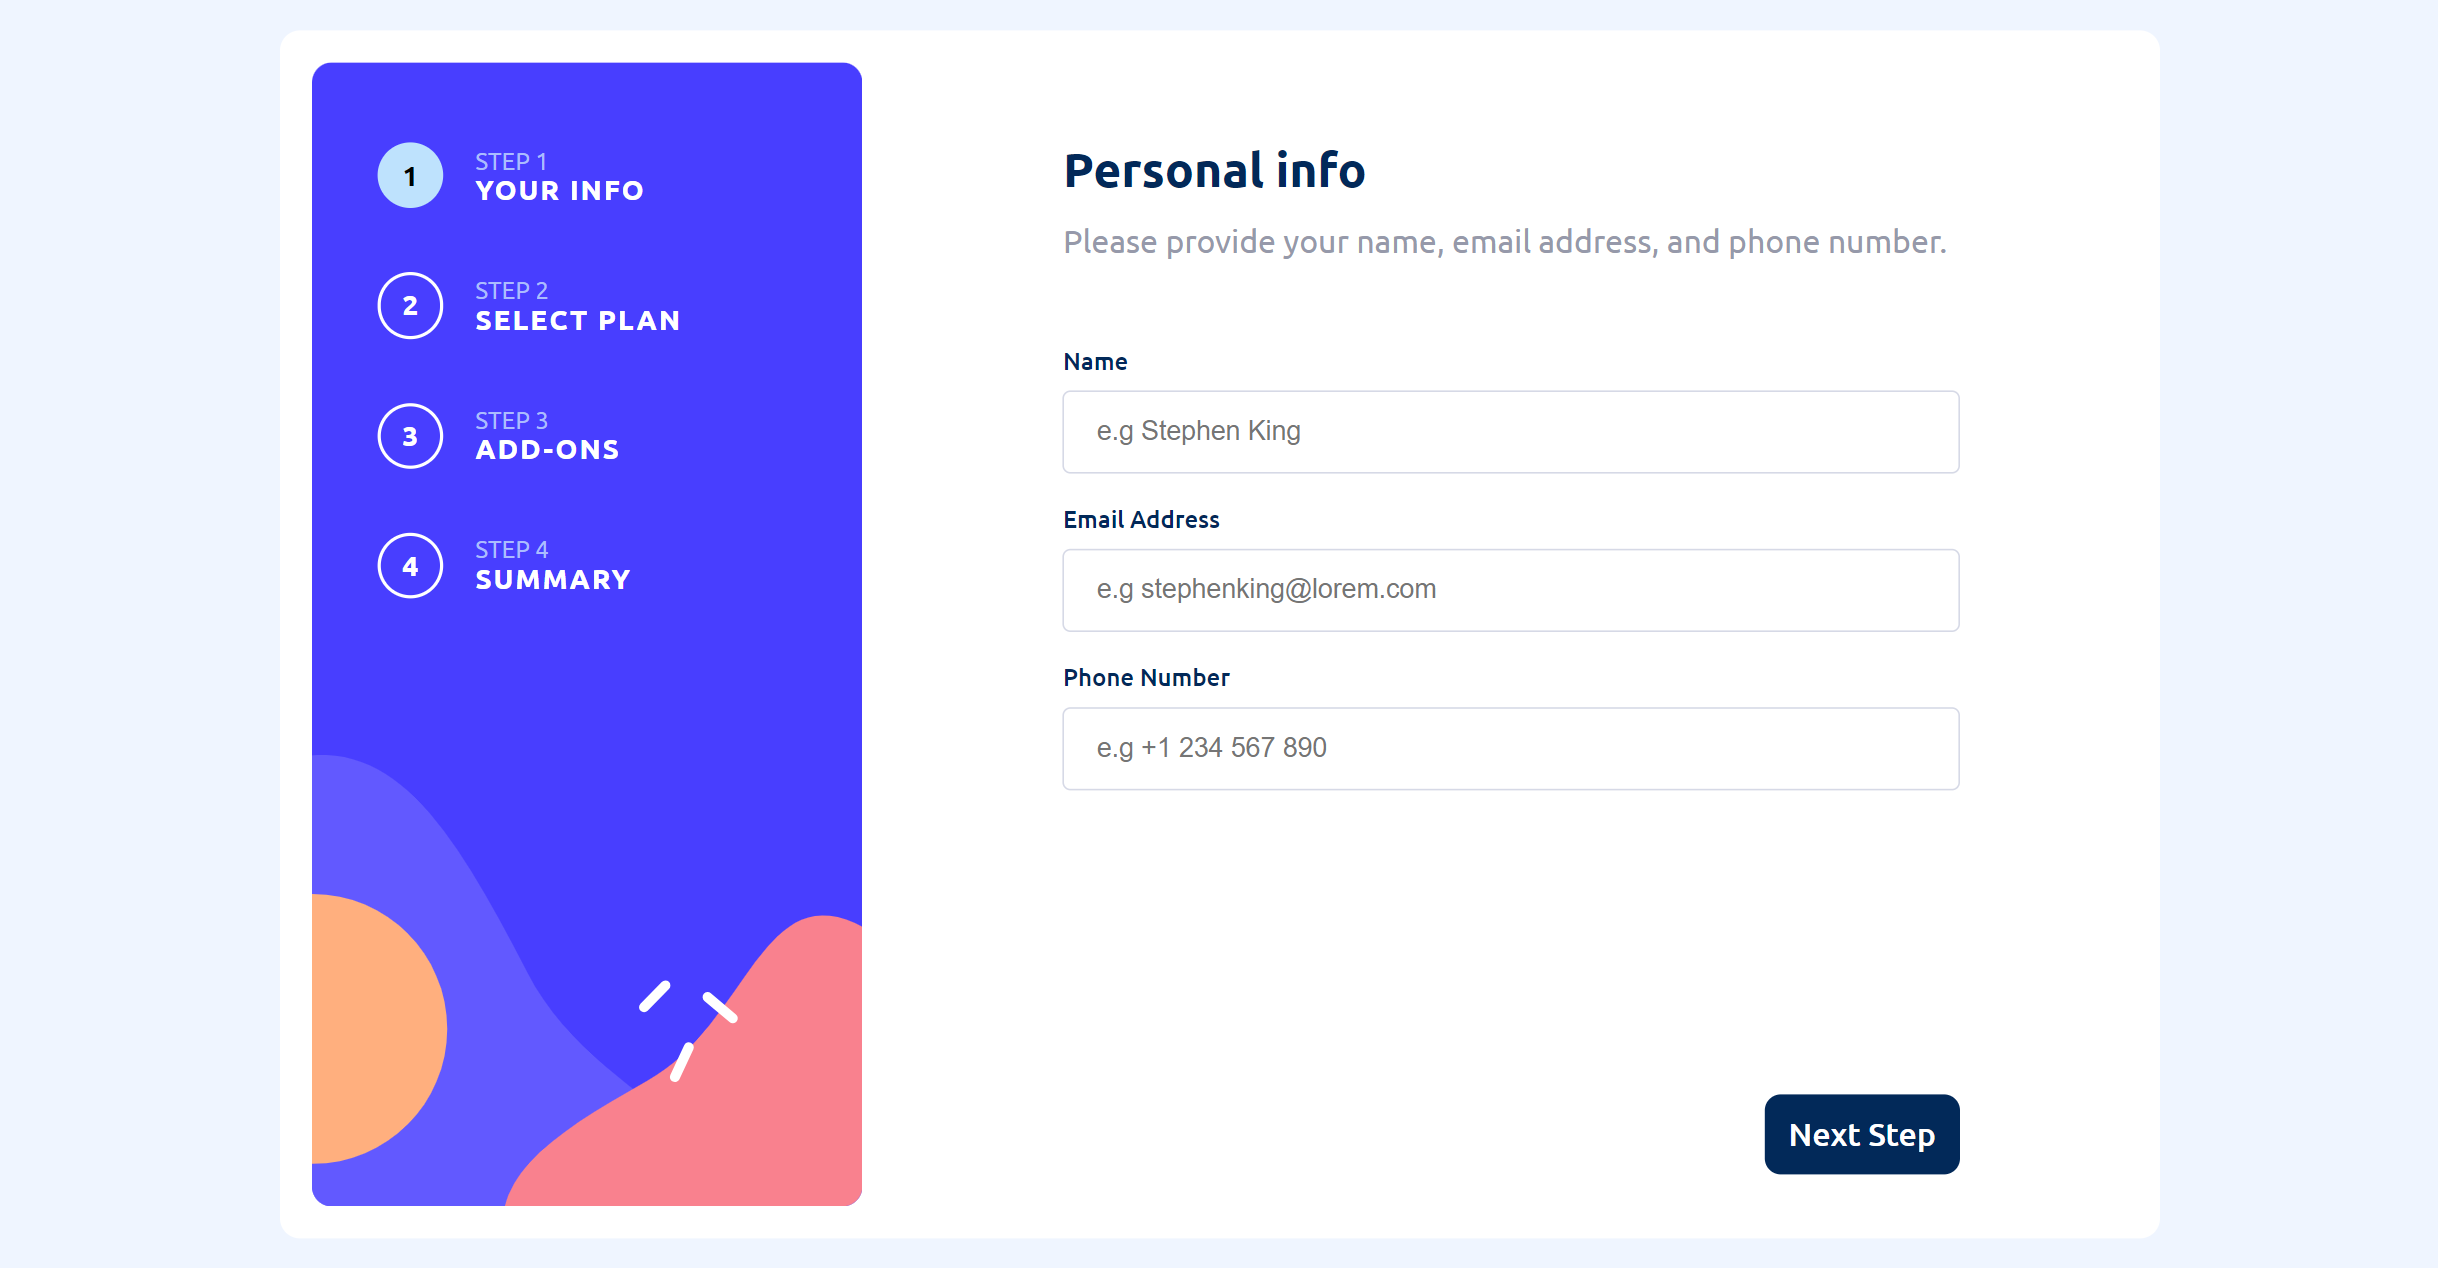 1
STEP 1
YOUR INFO
2
STEP 2
SELECT PLAN
3
STEP 3
ADD-ONS
4
STEP 4
SUMMARY
Personal info
Please provide your name, email address, and phone number.
Name
e.g Stephen King
Email Address
e.g stephenking@lorem.com
Phone Number
e.g +1 234 567 890
Next Step